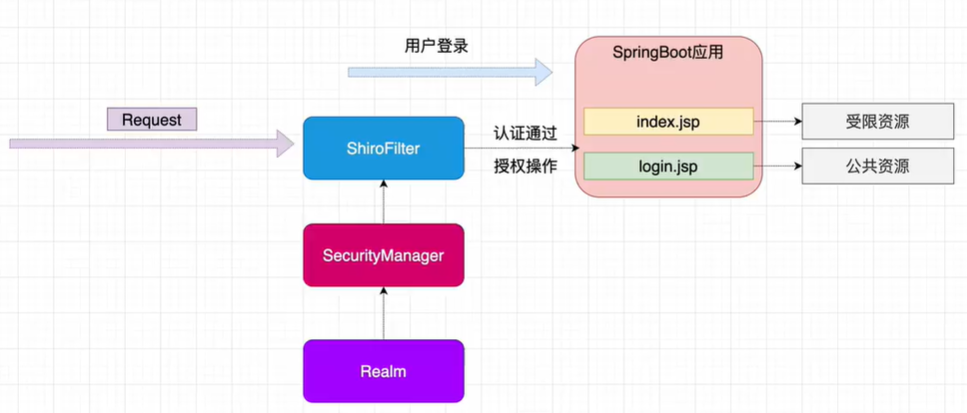 用户登录
SpringBoot应用
Request
index.jsp
受限资源
ShiroFilter
认证通过
授权操作
login.jsp
公共资源
SecurityManager
Realm